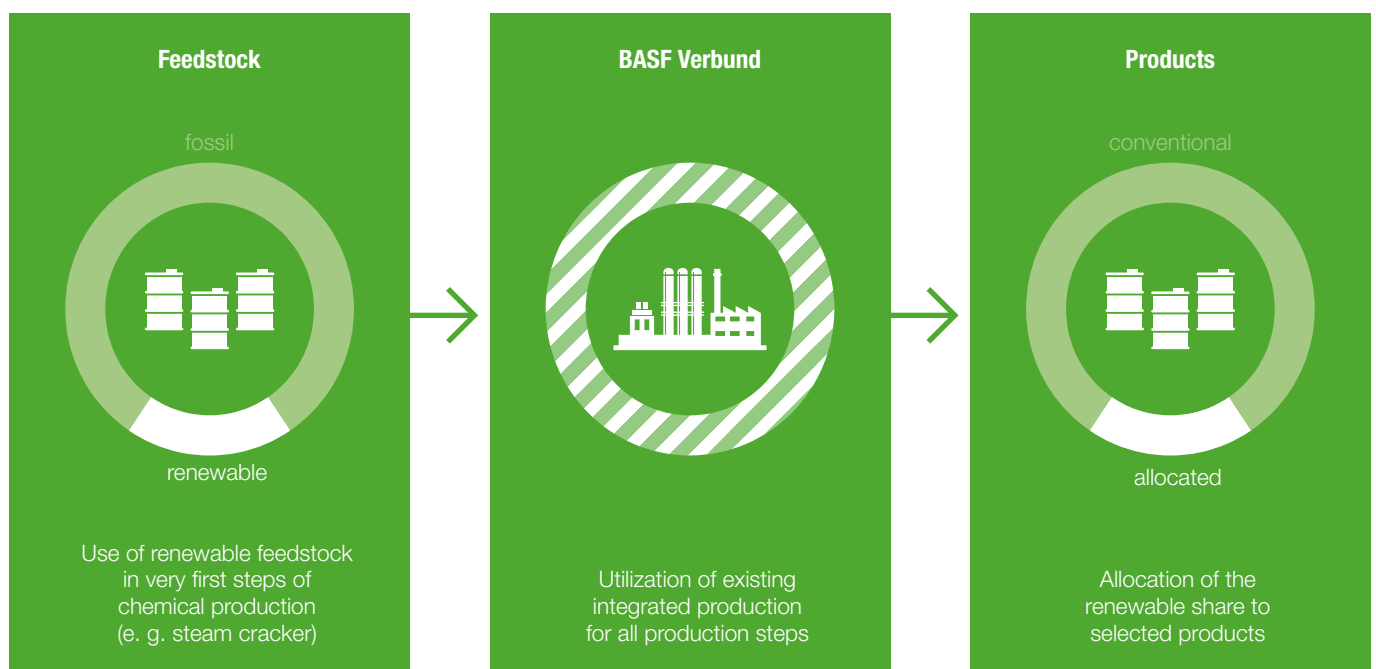 Feedstock
fossil
renewable
Use of renewable feedstock
in very first steps of
chemical production
(e. g. steam cracker)
BASF Verbund
Utilization of existing
integrated production
for all production steps
Products
conventional
allocated
Allocation of the
renewable share to
selected products